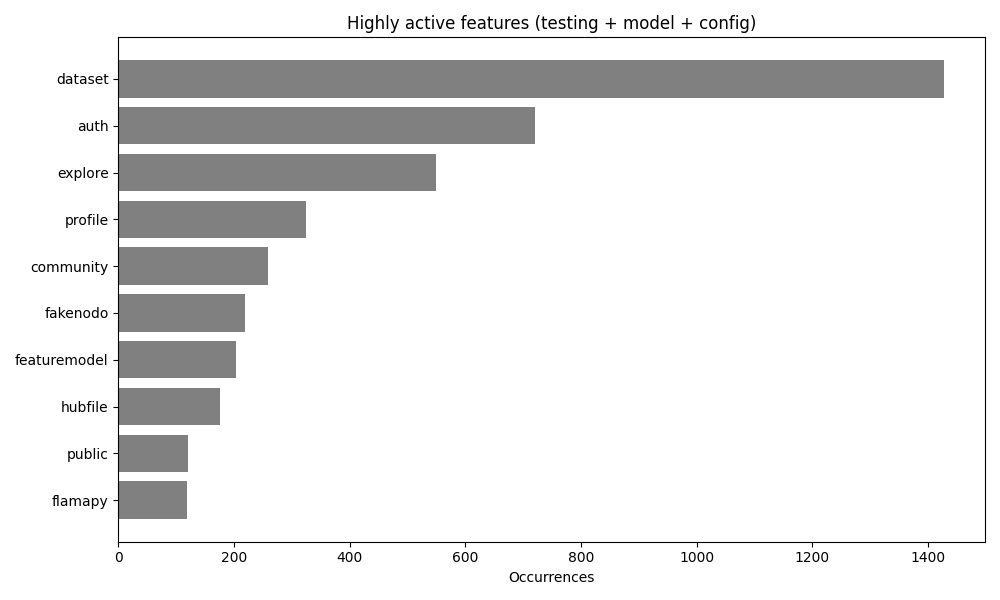 Highly active features (testing + model + config)
dataset
auth
explore
profile
community
fakenodo
featuremodel
hubfile
public
flamapy
0 200 400 600 800 1000 1200 1400
Occurrences